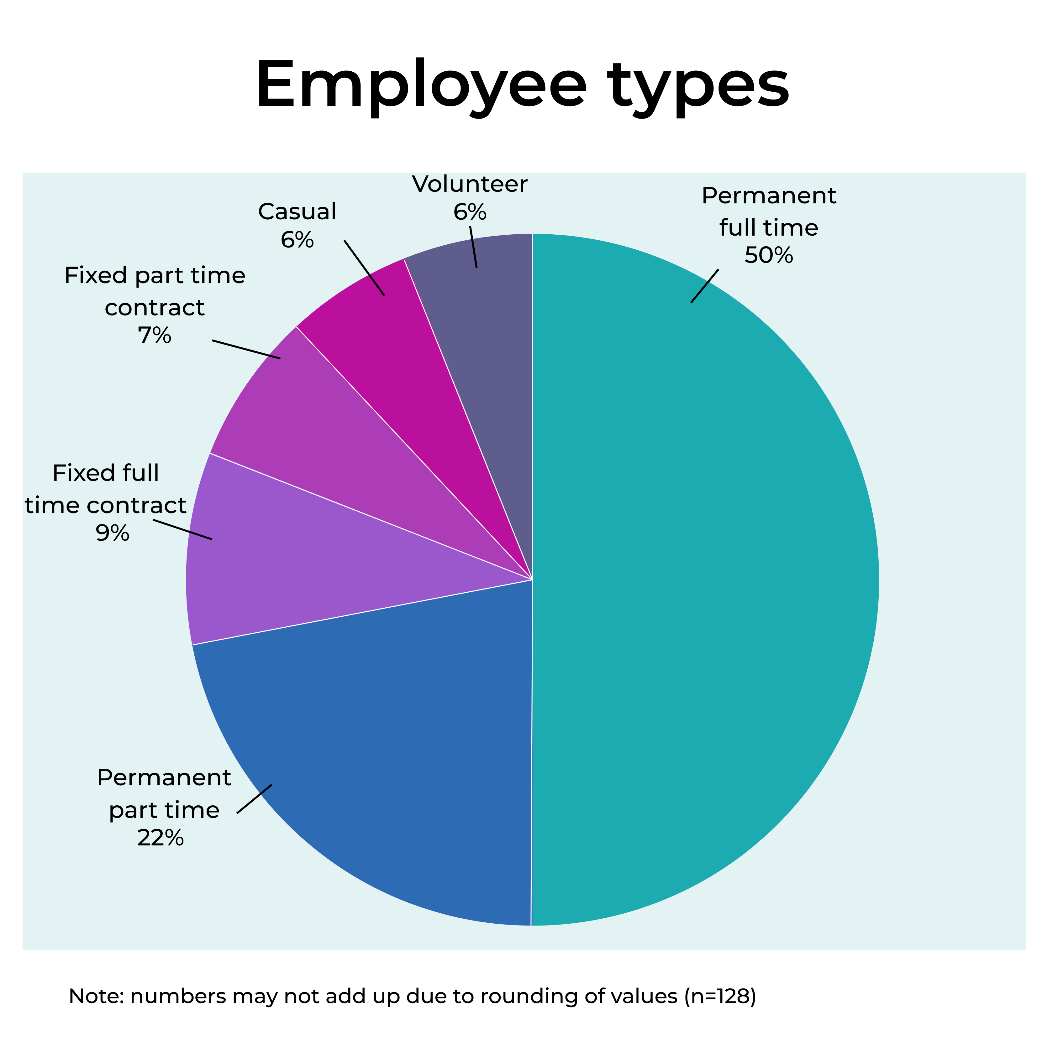 Employee types
Volunteer
6%
Permanent
full time
50%
Casual
6%
Fixed part time
contract
7%
Fixed full
time contract
9%
Permanent
part time
22%
Note: numbers may not add up due to rounding of values (n=128)